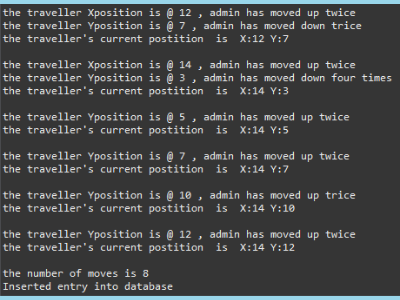 the traveller Xposition is @ 12 , admin has moved up twice
the traveller Yposition is @ 7 , admin has moved down trice
the traveller's current postition  is  X:12 Y:7
the traveller Xposition is @ 14 , admin has moved up twice
the traveller Yposition is @ 3 , admin has moved down four times
the traveller's current postition  is  X:14 Y:3
the traveller Yposition is @ 5 , admin has moved up twice
the traveller's current postition  is  X:14 Y:5
the traveller Yposition is @ 7 , admin has moved up twice
the traveller's current postition  is  X:14 Y:7
the traveller Yposition is @ 10 , admin has moved up trice
the traveller's current postition  is  X:14 Y:10
the traveller Yposition is @ 12 , admin has moved up twice
the traveller's current postition  is  X:14 Y:12
the number of moves is 8
Inserted entry into database